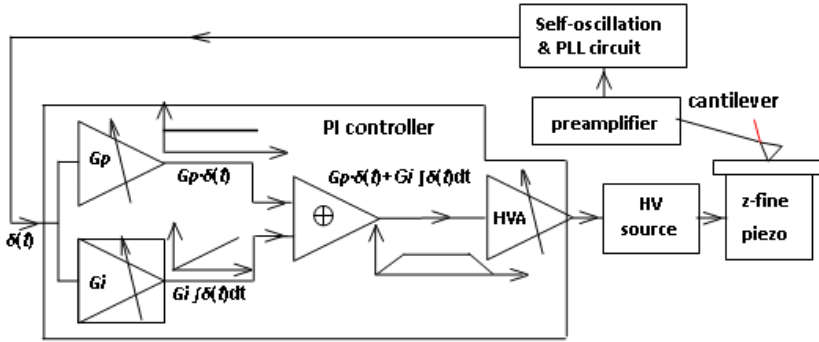 Self-oscillation
& PLL circuit
cantilever
preamplifier
PI controller
Gp
Gp·δ(t)
Gp·δ(t)+Gi ∫δ(t)dt
⊕
HVA
HV
source
z-fine
piezo
δ(t)
Gi
Gi ∫δ(t)dt